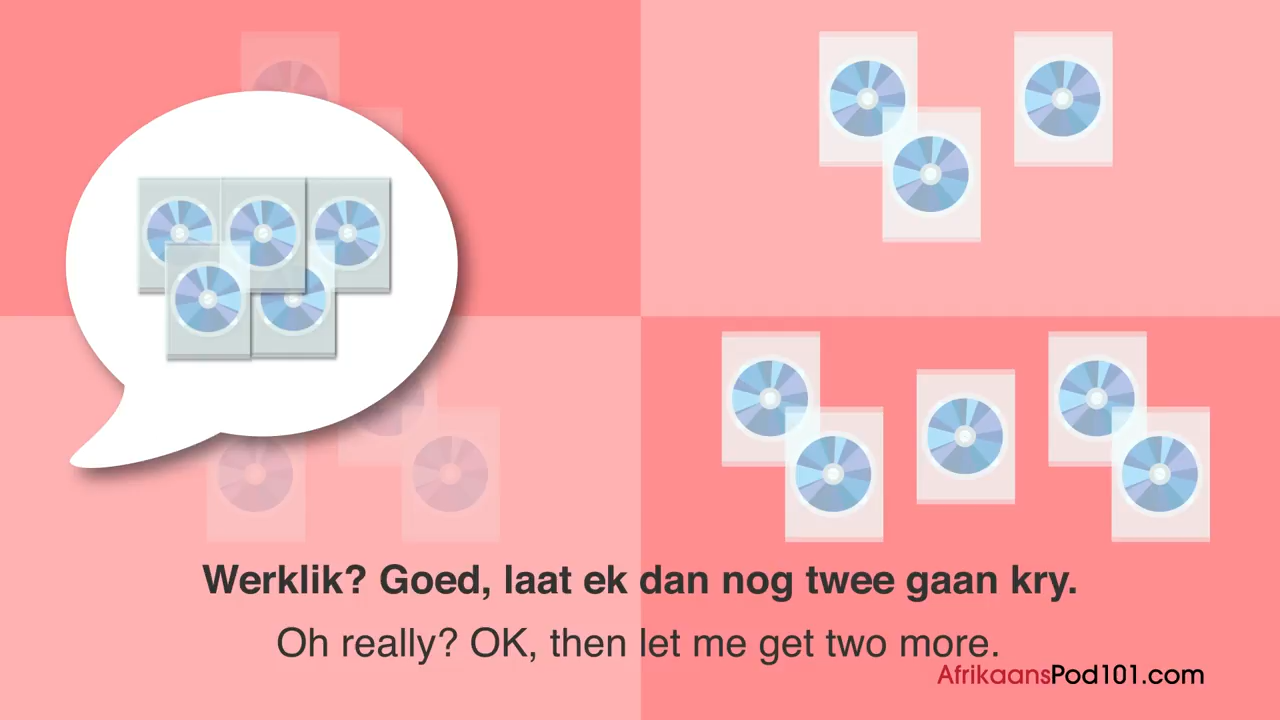 Werklik? Goed, laat ek dan nog twee gaan kry.
Oh really? OK, then let me get two more.
AfrikaansPod101.com